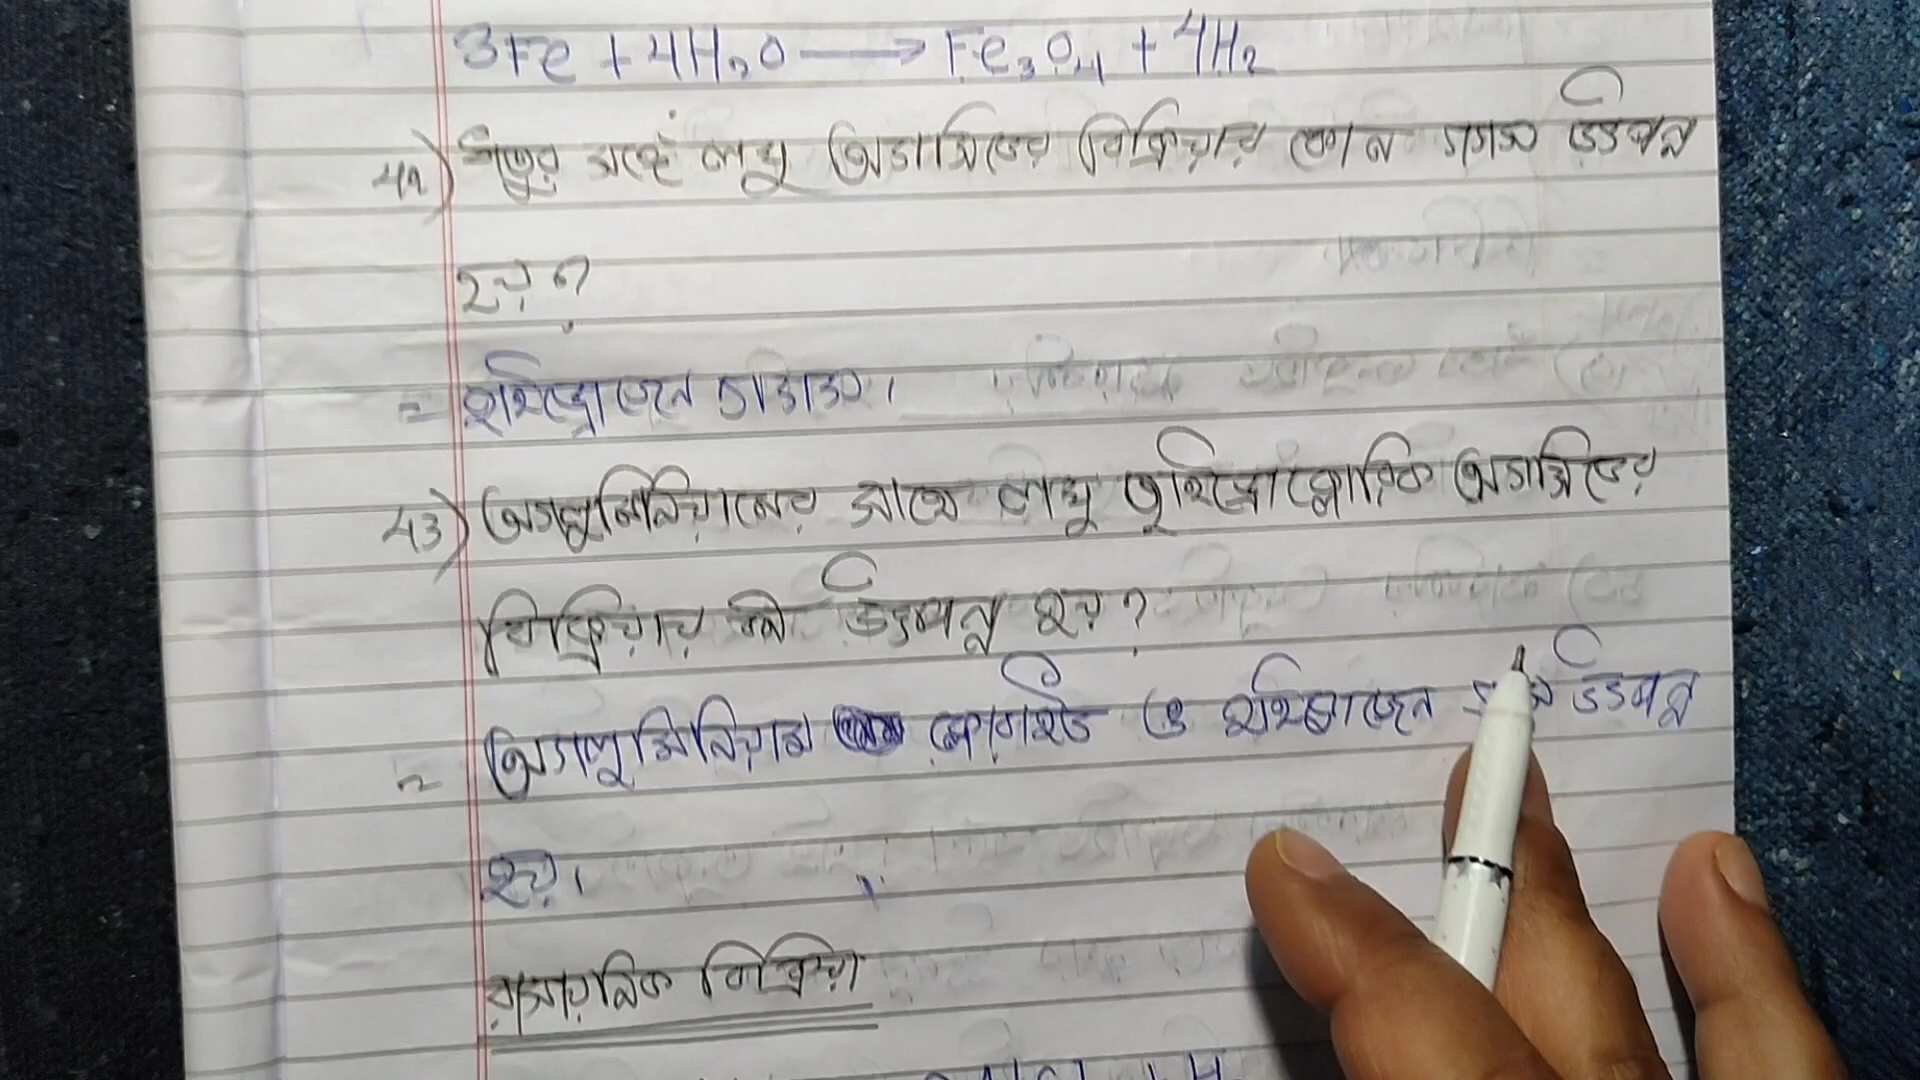 3Fe + 4H2O → Fe3O4 + 4H2
42) ধাতুর সঙ্গে লঘু অ্যাসিডের বিক্রিয়ায় কোন গ্যাস উৎপন্ন
হয়?
= হাইড্রোজেন গ্যাস।
43) অ্যালুমিনিয়ামের সাথে লঘু হাইড্রোক্লোরিক অ্যাসিডের
বিক্রিয়ায় কী উৎপন্ন হয়?
= অ্যালুমিনিয়াম ক্লোরাইড ও হাইড্রোজেন গ্যাস উৎপন্ন
হয়।
রাসায়নিক বিক্রিয়া